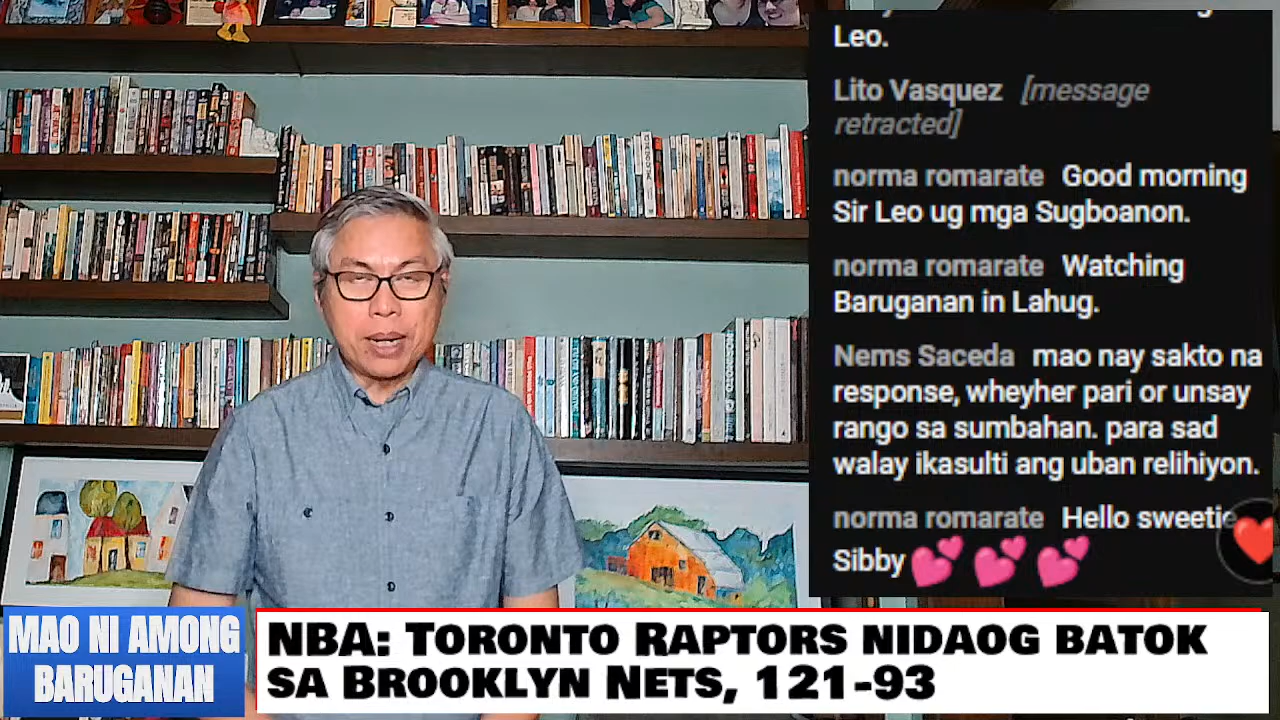 Leo.
Lito Vasquez [message
retracted]
norma romarate Good morning
Sir Leo ug mga Sugboanon.
norma romarate Watching
Baruganan in Lahug.
Nems Saceda mao nay sakto na
response, wheyher pari or unsay
rango sa sumbahan. para sad
walay ikasulti ang uban relihiyon.
norma romarate Hello sweetie
Sibby 💕 💕 💕
MAO NI AMONG
BARUGANAN
NBA: TORONTO RAPTORS NIDAOG BATOK
SA BROOKLYN NETS, 121-93